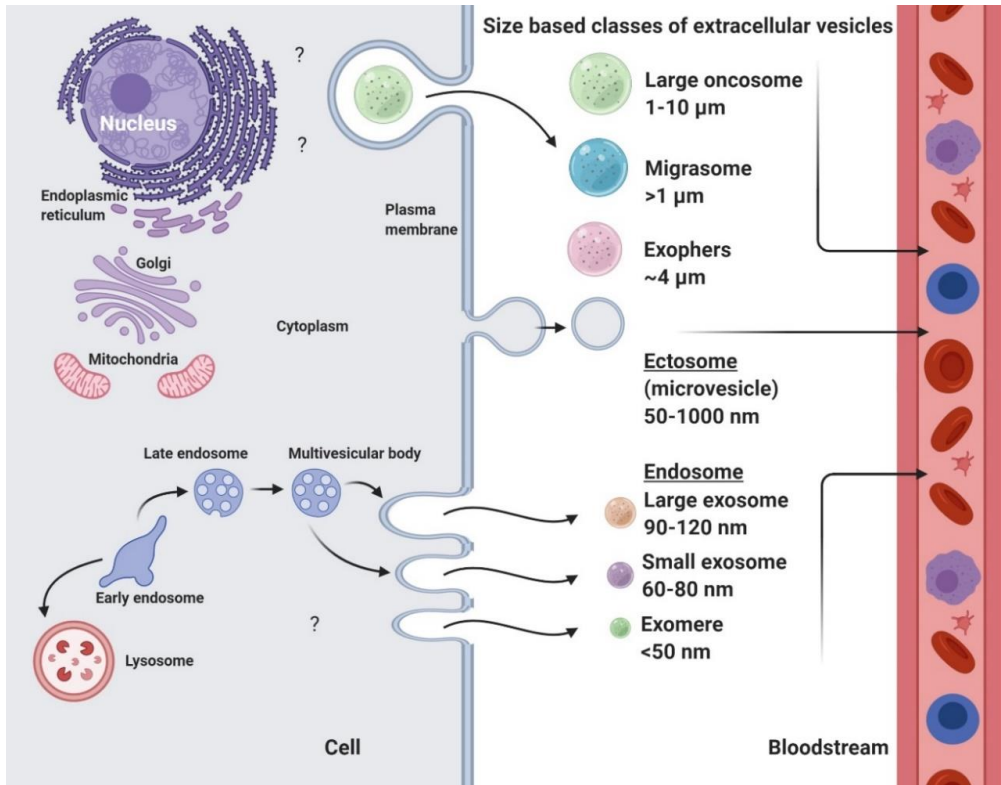 Size based classes of extracellular vesicles
?
Nucleus
?
Endoplasmic
reticulum
Plasma
membrane
Golgi
Cytoplasm
Mitochondria
Large oncosome
1-10 µm
Migrasome
>1 µm
Exophers
~4 µm
Ectosome
(microvesicle)
50-1000 nm
Late endosome
Multivesicular body
Early endosome
Lysosome
?
Endosome
Large exosome
90-120 nm
Small exosome
60-80 nm
Exomere
<50 nm
Cell
Bloodstream